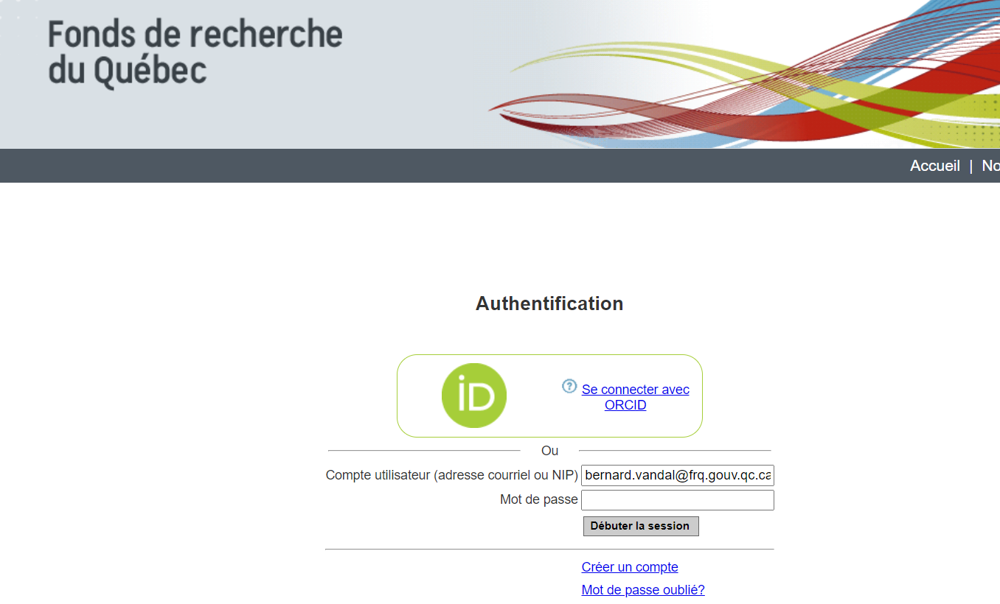 Fonds de recherche
du Québec
Accueil | No
Authentification
iD
? Se connecter avec
ORCID
Ou
Compte utilisateur (adresse courriel ou NIP) bernard.vandal@frq.gouv.qc.ca
Mot de passe
Débuter la session
Créer un compte
Mot de passe oublié?